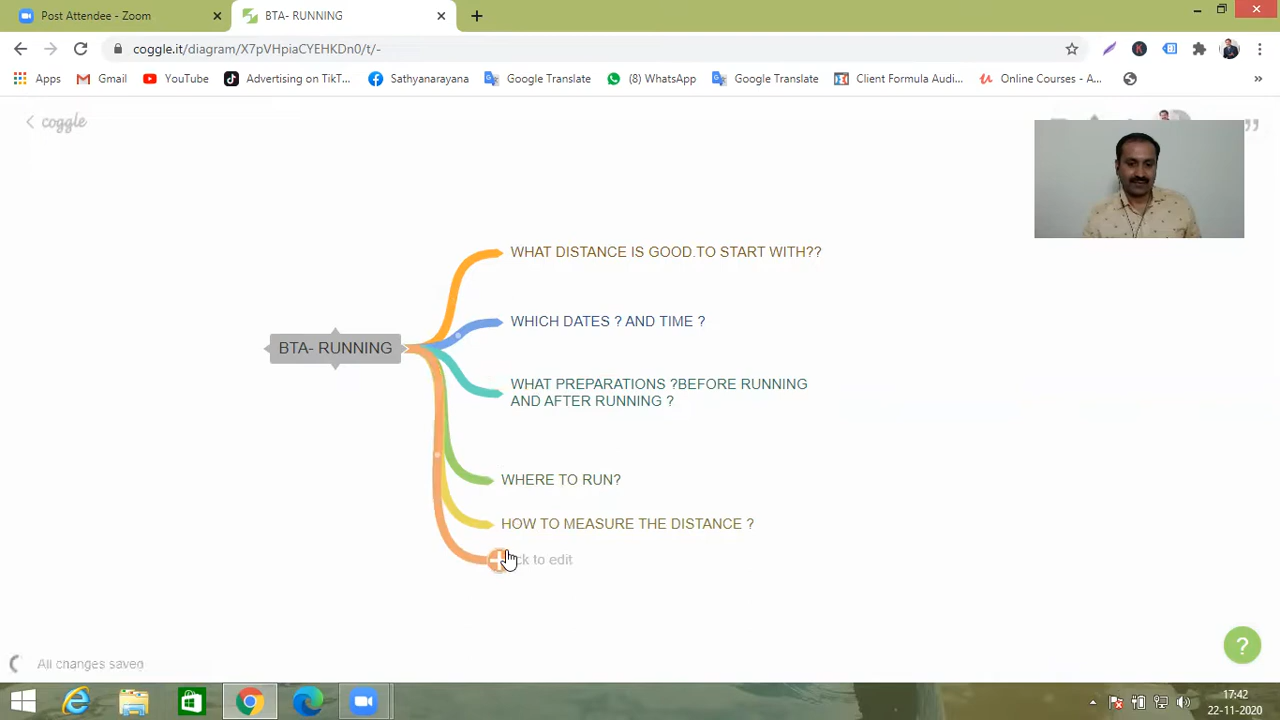 Post Attendee - Zoom
BTA- RUNNING
coggle.it/diagram/X7pVHpiaCYEHKDn0/t/-
Apps
Gmail
YouTube
Advertising on TikT...
Sathyanarayana
Google Translate
(8) WhatsApp
Google Translate
Client Formula Audi...
Online Courses - A...
»
coggle
WHAT DISTANCE IS GOOD.TO START WITH??
WHICH DATES ? AND TIME ?
BTA- RUNNING
WHAT PREPARATIONS ?BEFORE RUNNING
AND AFTER RUNNING ?
WHERE TO RUN?
HOW TO MEASURE THE DISTANCE ?
to edit
All changes saved
?
17:42
22-11-2020